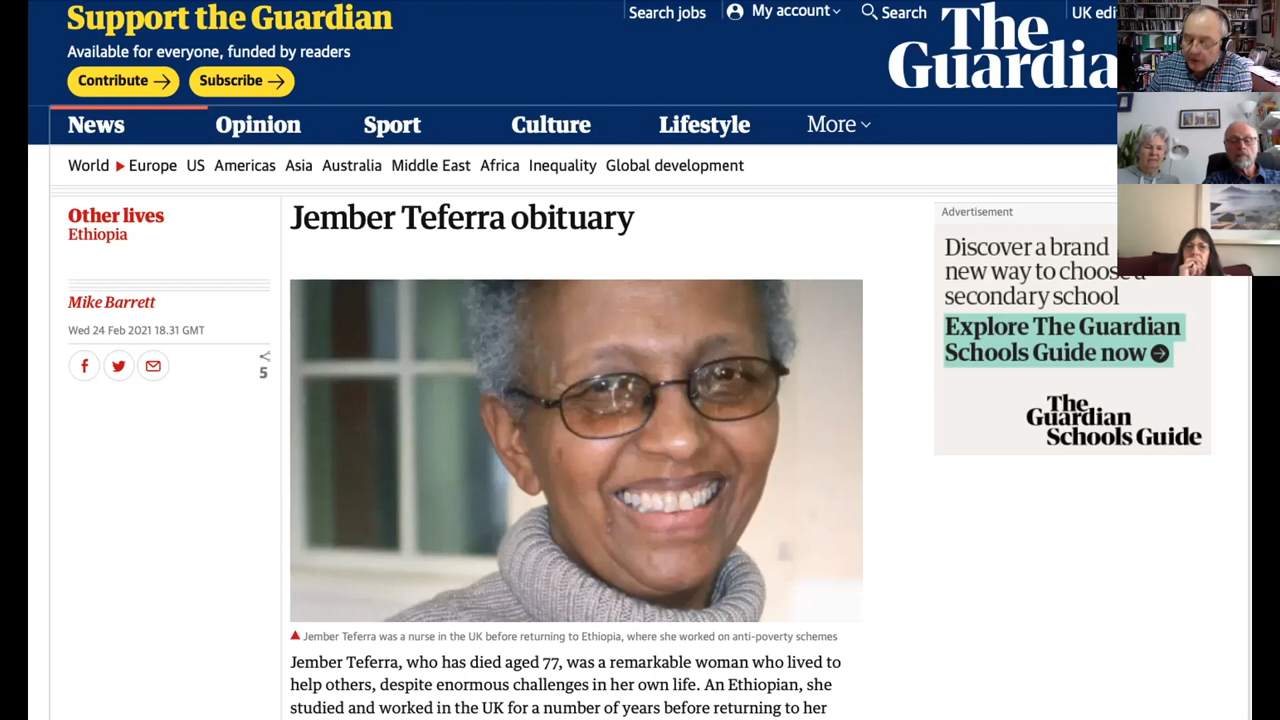 Support the Guardian
Available for everyone, funded by readers
Contribute →
Subscribe →
Search jobs
My account
Search
UK edi
The
Guardia
News
Opinion
Sport
Culture
Lifestyle
More
World ▶ Europe US Americas Asia Australia Middle East Africa Inequality Global development
Other lives
Ethiopia
Mike Barrett
Wed 24 Feb 2021 18.31 GMT
5
Jember Teferra obituary
▲ Jember Teferra was a nurse in the UK before returning to Ethiopia, where she worked on anti-poverty schemes
Jember Teferra, who has died aged 77, was a remarkable woman who lived to
help others, despite enormous challenges in her own life. An Ethiopian, she
studied and worked in the UK for a number of years before returning to her
Advertisement
Discover a brand
new way to choose a
secondary school
Explore The Guardian
Schools Guide now
The
Guardian
Schools Guide